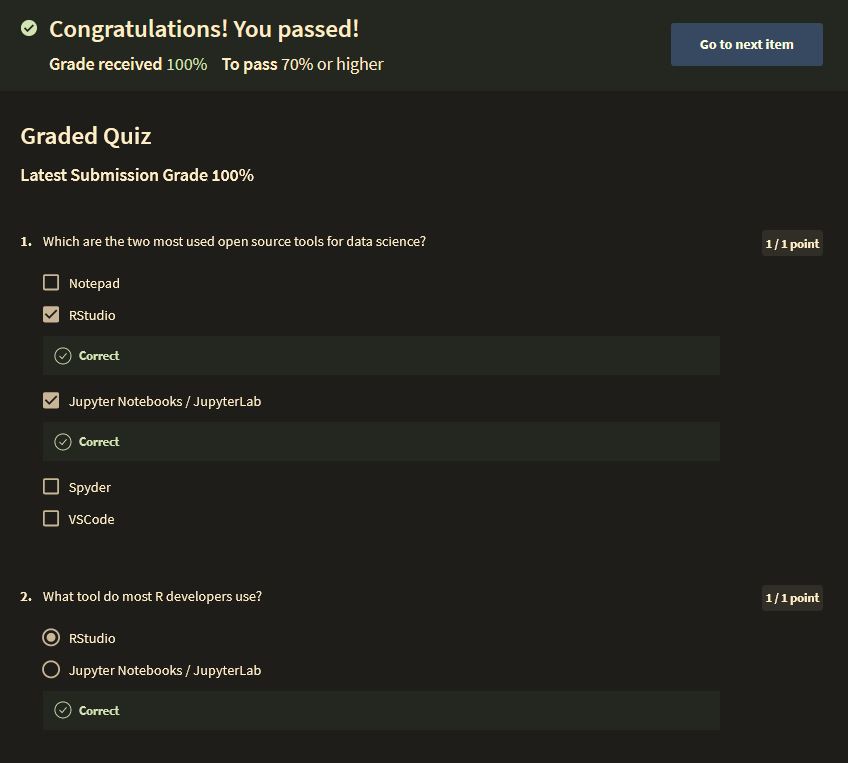 Congratulations! You passed!
Grade received 100% To pass 70% or higher
Go to next item
Graded Quiz
Latest Submission Grade 100%
1. Which are the two most used open source tools for data science?
1 / 1 point
Notepad
RStudio
Correct
Jupyter Notebooks / JupyterLab
Correct
Spyder
VSCode
2. What tool do most R developers use?
1 / 1 point
RStudio
Jupyter Notebooks / JupyterLab
Correct